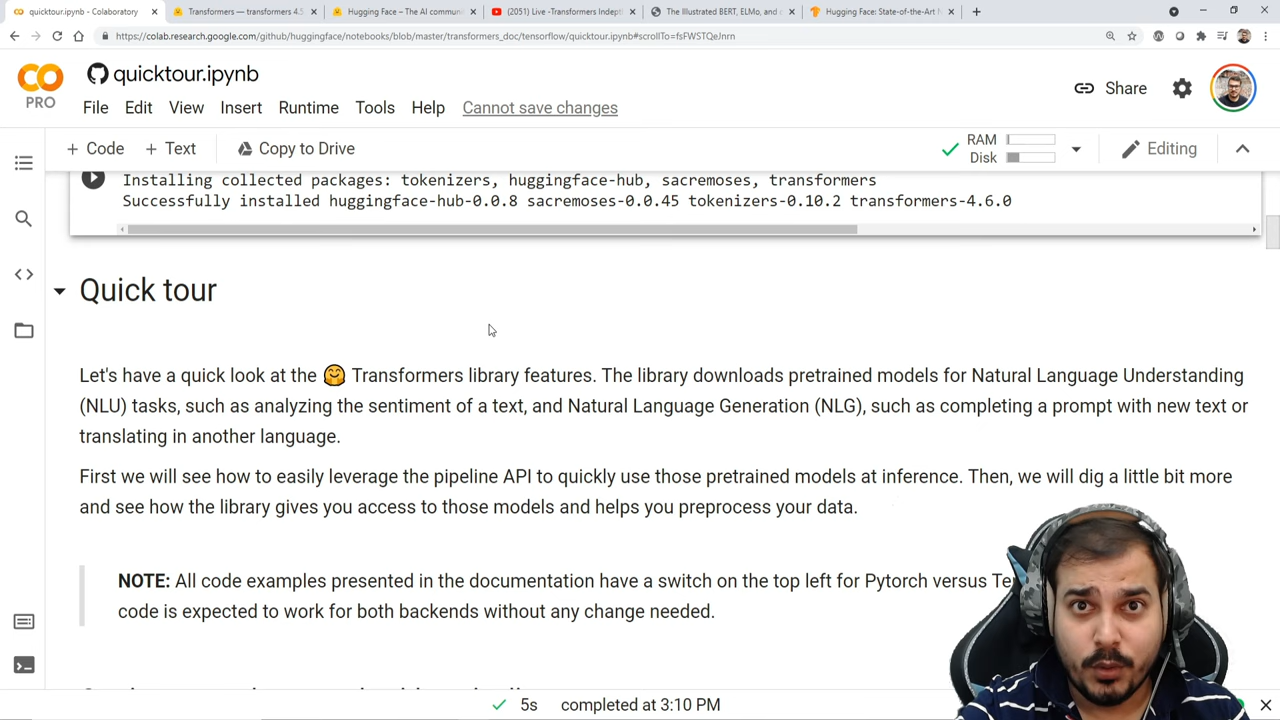 quicktour.ipynb - Colaboratory
Transformers — transformers 4.5
Hugging Face – The AI commun
(2051) Live -Transformers Indept
The Illustrated BERT, ELMo, and
Hugging Face: State-of-the-Art N
https://colab.research.google.com/github/huggingface/notebooks/blob/master/transformers_doc/tensorflow/quicktour.ipynb#scrollTo=fsFWSTQeJnrn
CO
PRO
quicktour.ipynb
Share
File Edit View Insert Runtime Tools Help Cannot save changes
+ Code + Text Copy to Drive
RAM
Disk
Editing
Installing collected packages: tokenizers, huggingface-hub, sacremoses, transformers
Successfully installed huggingface-hub-0.0.8 sacremoses-0.0.45 tokenizers-0.10.2 transformers-4.6.0
Quick tour
Let's have a quick look at the 🤗 Transformers library features. The library downloads pretrained models for Natural Language Understanding
(NLU) tasks, such as analyzing the sentiment of a text, and Natural Language Generation (NLG), such as completing a prompt with new text or
translating in another language.
First we will see how to easily leverage the pipeline API to quickly use those pretrained models at inference. Then, we will dig a little bit more
and see how the library gives you access to those models and helps you preprocess your data.
NOTE: All code examples presented in the documentation have a switch on the top left for Pytorch versus Te
code is expected to work for both backends without any change needed.
5s completed at 3:10 PM